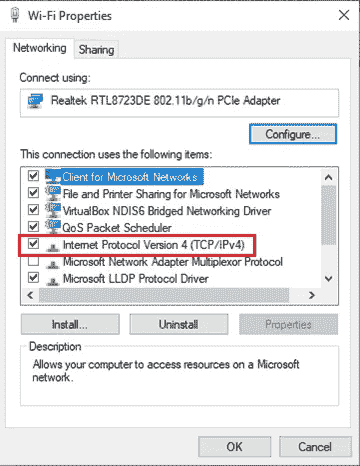 Wi-Fi Properties
Networking
Sharing
Connect using:
Realtek RTL8723DE 802.11b/g/n PCIe Adapter
Configure...
This connection uses the following items:
Client for Microsoft Networks
File and Printer Sharing for Microsoft Networks
VirtualBox NDIS6 Bridged Networking Driver
QoS Packet Scheduler
Internet Protocol Version 4 (TCP/IPv4)
Microsoft Network Adapter Multiplexor Protocol
Microsoft LLDP Protocol Driver
Install...
Uninstall
Properties
Description
Allows your computer to access resources on a Microsoft
network.
OK
Cancel